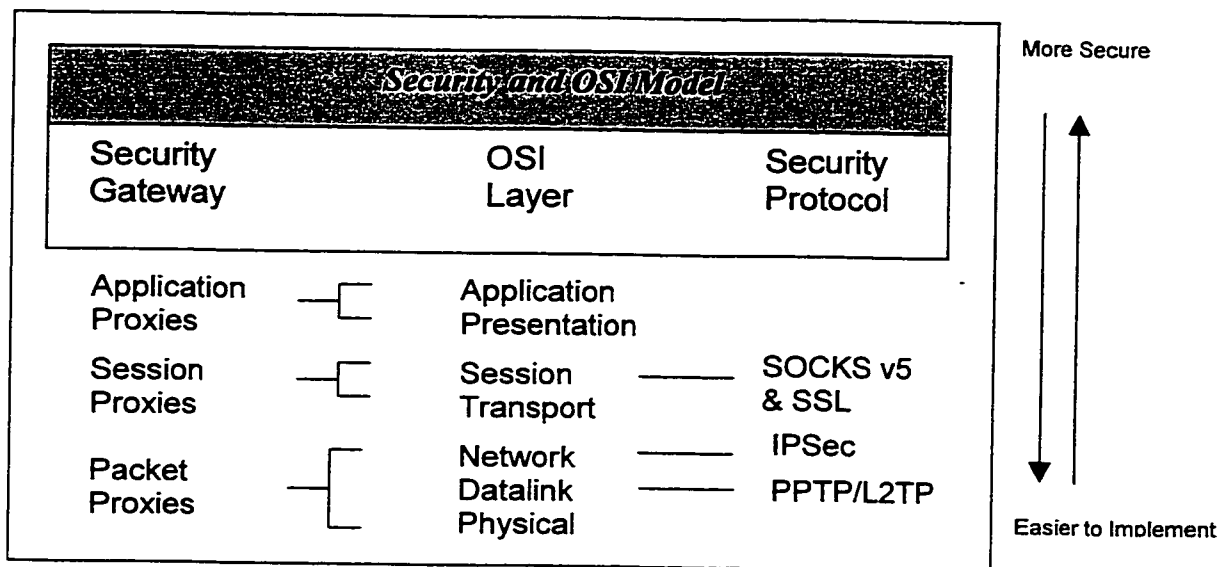 Security and OSI Model
Security
Gateway
OSI
Layer
Security
Protocol
Application
Proxies
Application
Presentation
Session
Proxies
Session
Transport
SOCKS v5
& SSL
Packet
Proxies
Network
Datalink
Physical
IPSec
PPTP/L2TP
More Secure
Easier to Implement